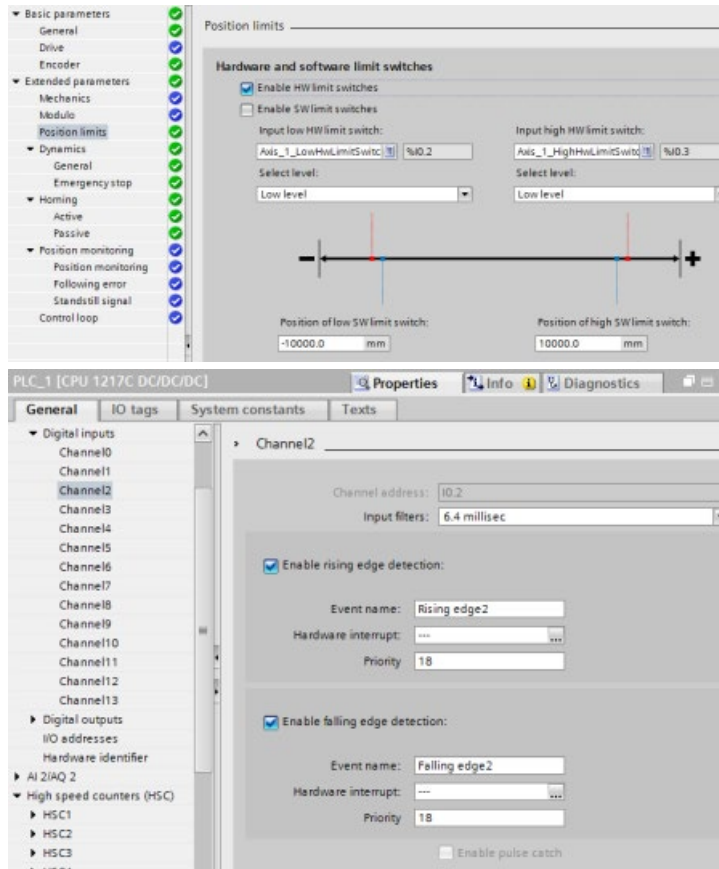 Basic parameters
General
Drive
Encoder
Extended parameters
Mechanics
Modulo
Position limits
Dynamics
General
Emergency stop
Homing
Active
Passive
Position monitoring
Position monitoring
Following error
Standstill signal
Control loop
Position limits
Hardware and software limit switches
Enable HW limit switches
Enable SW limit switches
Input low HW limit switch: Input high HW limit switch:
Axis_1_LowHwLimitSwitc %I0.2 Axis_1_HighHwLimitSwitc %I0.3
Select level: Select level:
Low level Low level
− +
Position of low SW limit switch: Position of high SW limit switch:
-10000.0 mm 10000.0 mm
PLC_1 [CPU 1217C DC/DC/DC] Properties Info Diagnostics
General IO tags System constants Texts
Digital inputs
Channel0
Channel1
Channel2
Channel3
Channel4
Channel5
Channel6
Channel7
Channel8
Channel9
Channel10
Channel11
Channel12
Channel13
Digital outputs
I/O addresses
Hardware identifier
AI 2/AQ 2
High speed counters (HSC)
HSC1
HSC2
HSC3
Channel2
Channel address: I0.2
Input filters: 6.4 millisec
Enable rising edge detection:
Event name: Rising edge2
Hardware interrupt: --- ...
Priority 18
Enable falling edge detection:
Event name: Falling edge2
Hardware interrupt: --- ...
Priority 18
Enable pulse catch